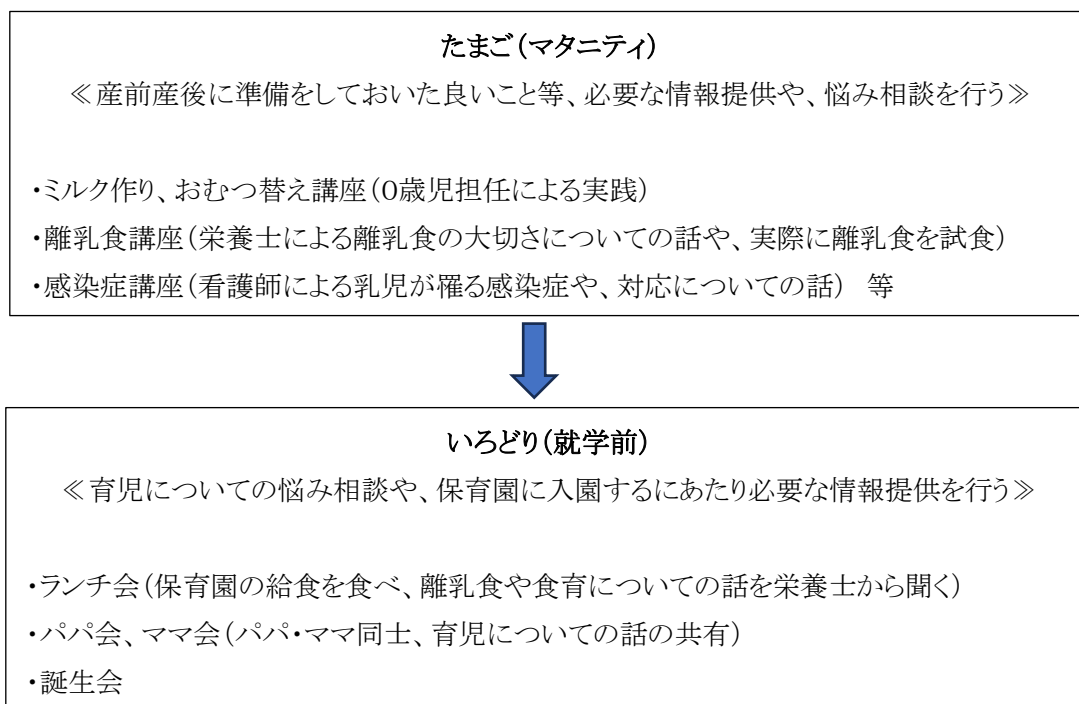 たまご(マタニティ)
≪産前産後に準備をしておいた良いこと等、必要な情報提供や、悩み相談を行う≫
・ミルク作り、おむつ替え講座(0歳児担任による実践)
・離乳食講座(栄養士による離乳食の大切さについての話や、実際に離乳食を試食)
・感染症講座(看護師による乳児が罹る感染症や、対応についての話)　等
いろどり(就学前)
≪育児についての悩み相談や、保育園に入園するにあたり必要な情報提供を行う≫
・ランチ会(保育園の給食を食べ、離乳食や食育についての話を栄養士から聞く)
・パパ会、ママ会(パパ・ママ同士、育児についての話の共有)
・誕生会